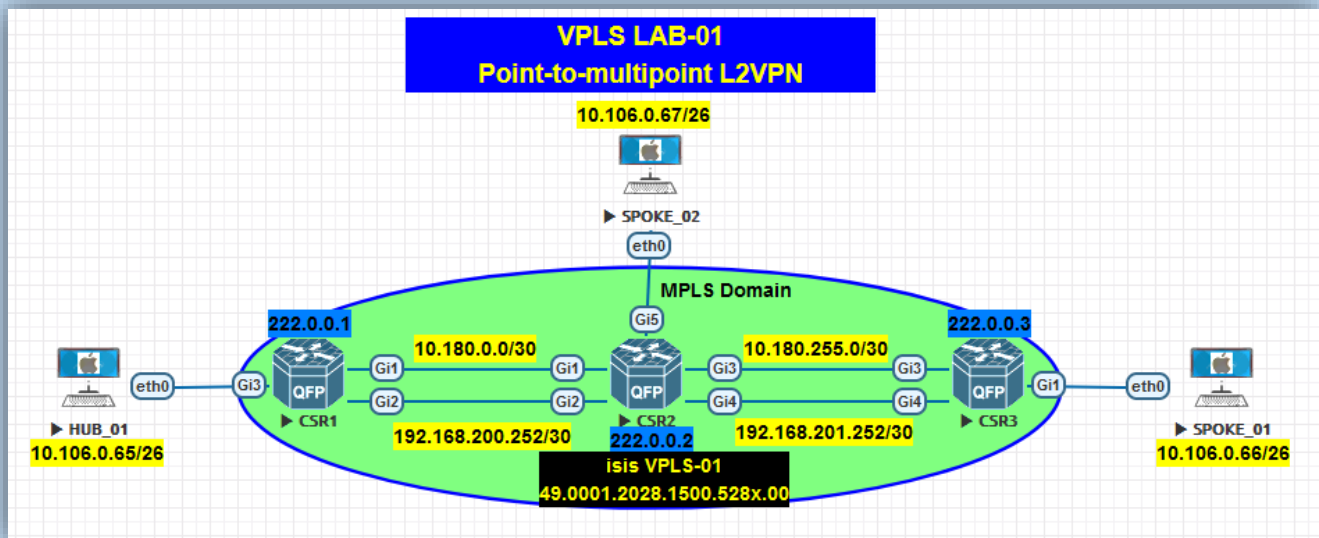 VPLS LAB-01
Point-to-multipoint L2VPN
10.106.0.67/26
SPOKE_02
eth0
MPLS Domain
Gi5
222.0.0.1
222.0.0.3
10.180.0.0/30
10.180.255.0/30
eth0
Gi3
QFP
Gi1
Gi1
QFP
Gi3
Gi3
QFP
Gi1
eth0
Gi2
Gi2
Gi4
Gi4
HUB_01
CSR1
CSR2
CSR3
SPOKE_01
10.106.0.65/26
192.168.200.252/30
222.0.0.2
192.168.201.252/30
10.106.0.66/26
isis VPLS-01
49.0001.2028.1500.528x.00